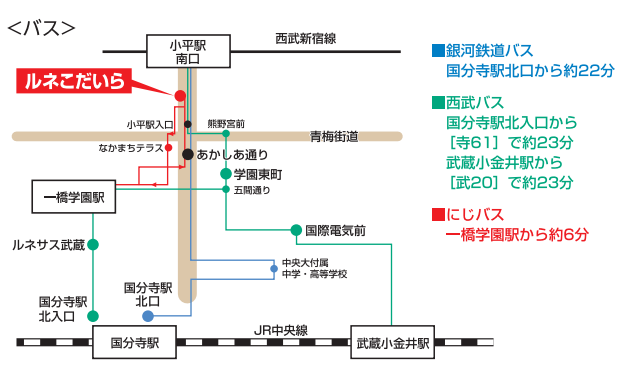 <バス>
西武新宿線
小平駅
南口
ルネこだいら
小平駅入口
熊野宮前
青梅街道
なかまちテラス
あかしあ通り
学園東町
五間通り
一橋学園駅
国際電気前
ルネサス武蔵
中央大付属
中学・高等学校
国分寺駅
北入口
国分寺駅
北口
JR中央線
国分寺駅
武蔵小金井駅
■銀河鉄道バス
国分寺駅北口から約22分
■西武バス
国分寺駅北入口から
［寺61］で約23分
武蔵小金井駅から
［武20］で約23分
■にじバス
一橋学園駅から約6分